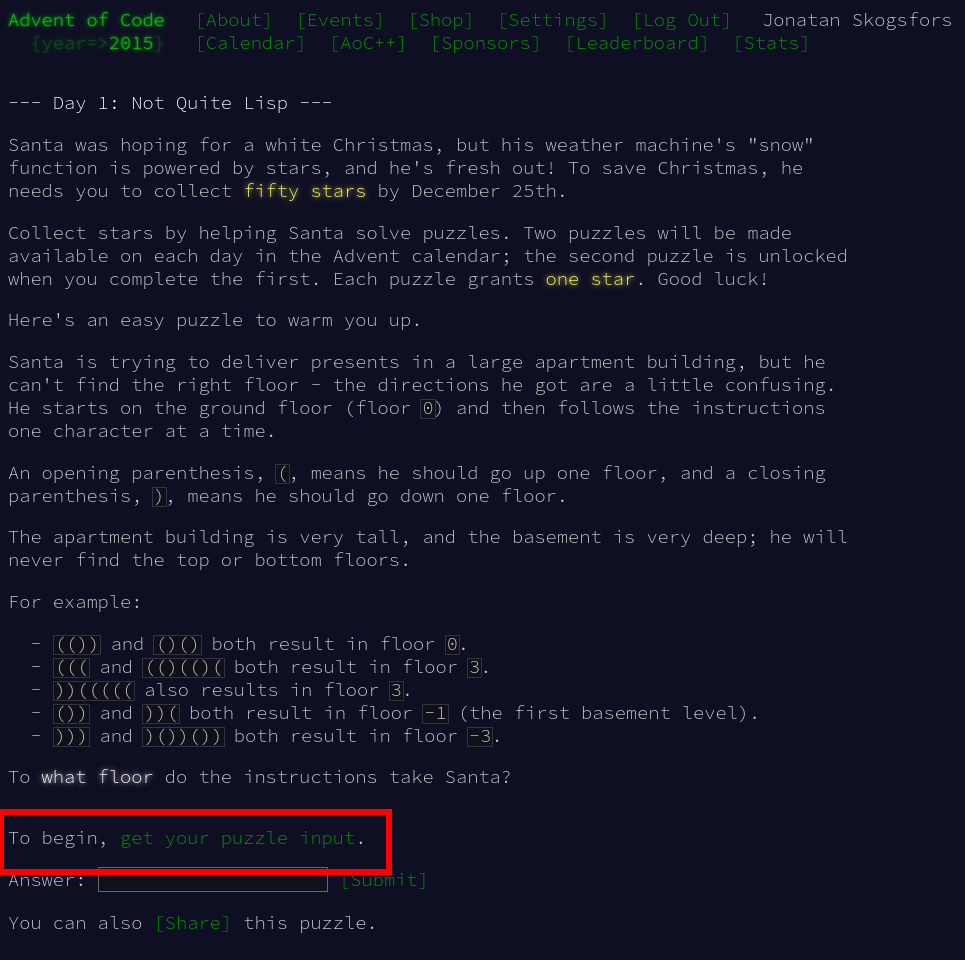 Advent of Code [About] [Events] [Shop] [Settings] [Log Out] Jonatan Skogsfors
{year=>2015} [Calendar] [AoC++] [Sponsors] [Leaderboard] [Stats]
--- Day 1: Not Quite Lisp ---
Santa was hoping for a white Christmas, but his weather machine's "snow"
function is powered by stars, and he's fresh out! To save Christmas, he
needs you to collect fifty stars by December 25th.
Collect stars by helping Santa solve puzzles. Two puzzles will be made
available on each day in the Advent calendar; the second puzzle is unlocked
when you complete the first. Each puzzle grants one star. Good luck!
Here's an easy puzzle to warm you up.
Santa is trying to deliver presents in a large apartment building, but he
can't find the right floor - the directions he got are a little confusing.
He starts on the ground floor (floor 0) and then follows the instructions
one character at a time.
An opening parenthesis, (, means he should go up one floor, and a closing
parenthesis, ), means he should go down one floor.
The apartment building is very tall, and the basement is very deep; he will
never find the top or bottom floors.
For example:
- (()) and ()() both result in floor 0.
- ((( and (()(()( both result in floor 3.
- ))((((( also results in floor 3.
- ()) and ))( both result in floor -1 (the first basement level).
- ))) and )())()) both result in floor -3.
To what floor do the instructions take Santa?
To begin, get your puzzle input.
Answer: [Submit]
You can also [Share] this puzzle.